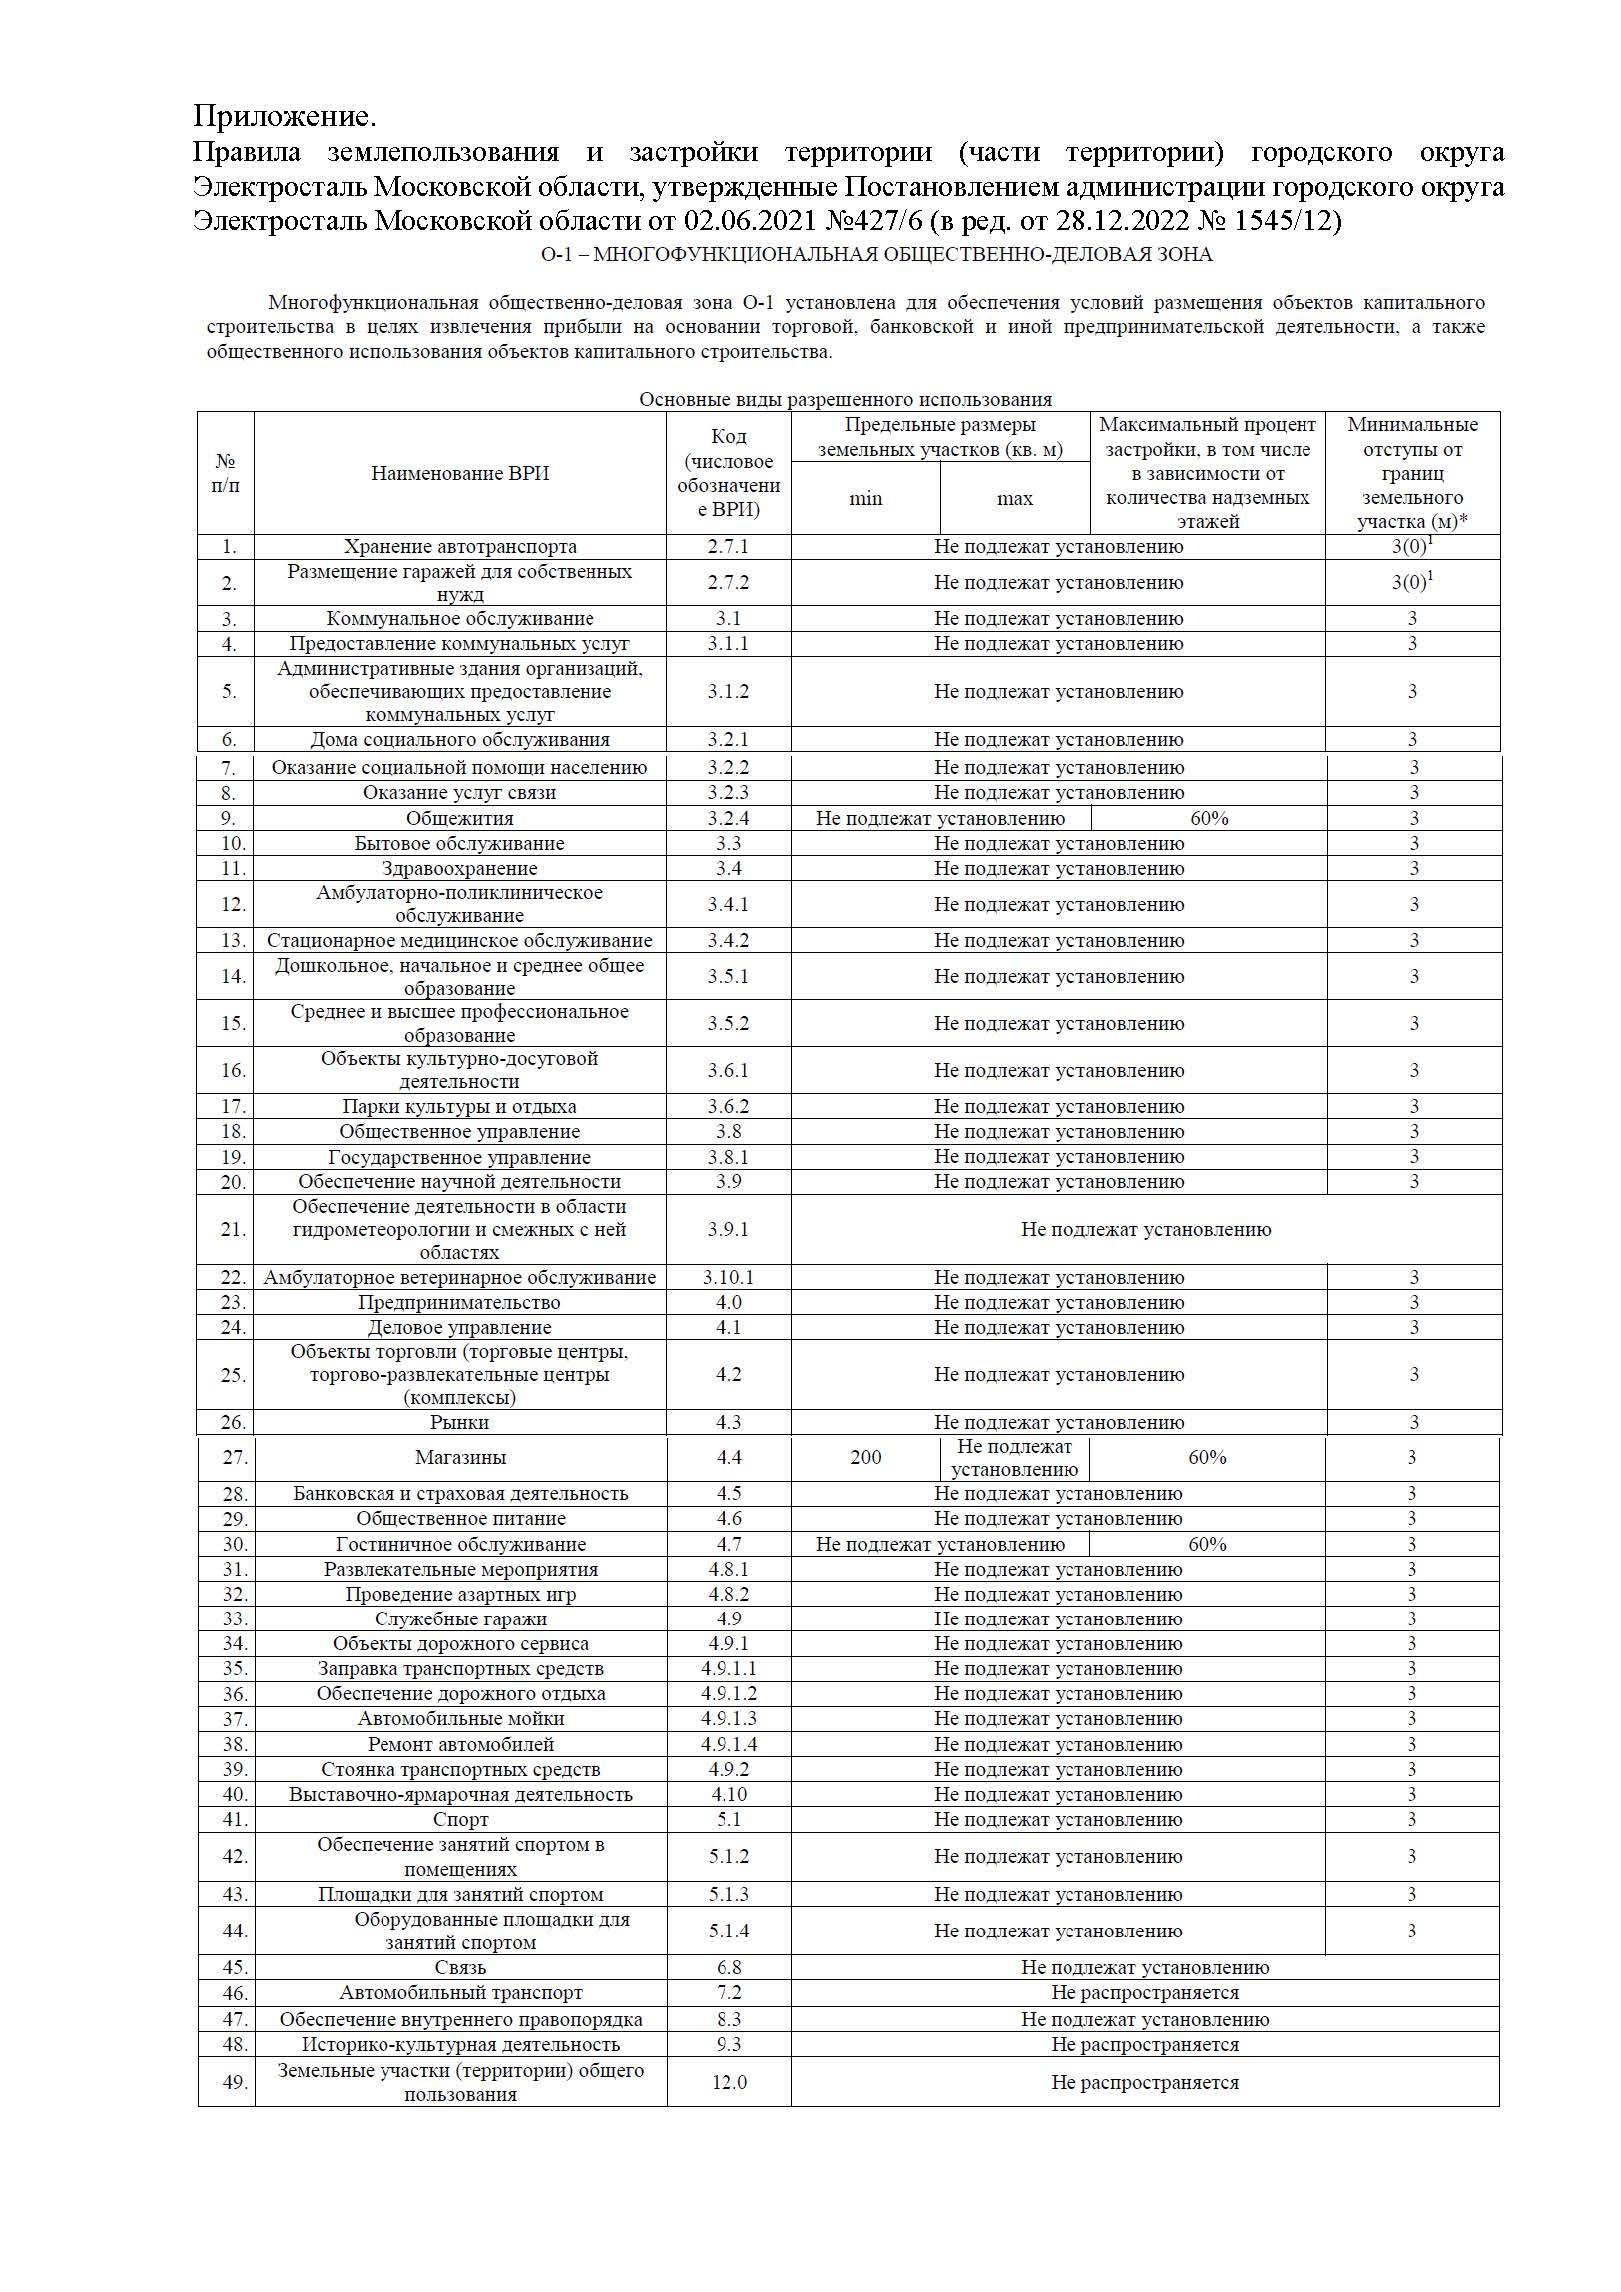 Приложение.
Правила землепользования и застройки территории (части территории) городского округа
Электросталь Московской области, утвержденные Постановлением администрации городского округа
Электросталь Московской области от 02.06.2021 №427/6 (в ред. от 28.12.2022 № 1545/12)
О-1 – МНОГОФУНКЦИОНАЛЬНАЯ ОБЩЕСТВЕННО-ДЕЛОВАЯ ЗОНА
Многофункциональная общественно-деловая зона О-1 установлена для обеспечения условий размещения объектов капитального
строительства в целях извлечения прибыли на основании торговой, банковской и иной предпринимательской деятельности, а также
общественного использования объектов капитального строительства.
Основные виды разрешенного использования
№
п/п
Наименование ВРИ
Код
(числовое
обозначени
е ВРИ)
Предельные размеры
земельных участков (кв. м)
min max
Максимальный процент
застройки, в том числе
в зависимости от
количества надземных
этажей
Минимальные
отступы от
границ
земельного
участка (м)*
1. Хранение автотранспорта 2.7.1 Не подлежат установлению 3(0)1
2. Размещение гаражей для собственных
нужд 2.7.2 Не подлежат установлению 3(0)1
3. Коммунальное обслуживание 3.1 Не подлежат установлению 3
4. Предоставление коммунальных услуг 3.1.1 Не подлежат установлению 3
5. Административные здания организаций,
обеспечивающих предоставление
коммунальных услуг 3.1.2 Не подлежат установлению 3
6. Дома социального обслуживания 3.2.1 Не подлежат установлению 3
7. Оказание социальной помощи населению 3.2.2 Не подлежат установлению 3
8. Оказание услуг связи 3.2.3 Не подлежат установлению 3
9. Общежития 3.2.4 Не подлежат установлению 60% 3
10. Бытовое обслуживание 3.3 Не подлежат установлению 3
11. Здравоохранение 3.4 Не подлежат установлению 3
12. Амбулаторно-поликлиническое
обслуживание 3.4.1 Не подлежат установлению 3
13. Стационарное медицинское обслуживание 3.4.2 Не подлежат установлению 3
14. Дошкольное, начальное и среднее общее
образование 3.5.1 Не подлежат установлению 3
15. Среднее и высшее профессиональное
образование 3.5.2 Не подлежат установлению 3
16. Объекты культурно-досуговой
деятельности 3.6.1 Не подлежат установлению 3
17. Парки культуры и отдыха 3.6.2 Не подлежат установлению 3
18. Общественное управление 3.8 Не подлежат установлению 3
19. Государственное управление 3.8.1 Не подлежат установлению 3
20. Обеспечение научной деятельности 3.9 Не подлежат установлению 3
21. Обеспечение деятельности в области
гидрометеорологии и смежных с ней
областях 3.9.1 Не подлежат установлению
22. Амбулаторное ветеринарное обслуживание 3.10.1 Не подлежат установлению 3
23. Предпринимательство 4.0 Не подлежат установлению 3
24. Деловое управление 4.1 Не подлежат установлению 3
25. Объекты торговли (торговые центры,
торгово-развлекательные центры
(комплексы) 4.2 Не подлежат установлению 3
26. Рынки 4.3 Не подлежат установлению 3
27. Магазины 4.4 200 Не подлежат
установлению 60% 3
28. Банковская и страховая деятельность 4.5 Не подлежат установлению 3
29. Общественное питание 4.6 Не подлежат установлению 3
30. Гостиничное обслуживание 4.7 Не подлежат установлению 60% 3
31. Развлекательные мероприятия 4.8.1 Не подлежат установлению 3
32. Проведение азартных игр 4.8.2 Не подлежат установлению 3
33. Служебные гаражи 4.9 Не подлежат установлению 3
34. Объекты дорожного сервиса 4.9.1 Не подлежат установлению 3
35. Заправка транспортных средств 4.9.1.1 Не подлежат установлению 3
36. Обеспечение дорожного отдыха 4.9.1.2 Не подлежат установлению 3
37. Автомобильные мойки 4.9.1.3 Не подлежат установлению 3
38. Ремонт автомобилей 4.9.1.4 Не подлежат установлению 3
39. Стоянка транспортных средств 4.9.2 Не подлежат установлению 3
40. Выставочно-ярмарочная деятельность 4.10 Не подлежат установлению 3
41. Спорт 5.1 Не подлежат установлению 3
42. Обеспечение занятий спортом в
помещениях 5.1.2 Не подлежат установлению 3
43. Площадки для занятий спортом 5.1.3 Не подлежат установлению 3
44. Оборудованные площадки для
занятий спортом 5.1.4 Не подлежат установлению 3
45. Связь 6.8 Не подлежат установлению
46. Автомобильный транспорт 7.2 Не распространяется
47. Обеспечение внутреннего правопорядка 8.3 Не подлежат установлению
48. Историко-культурная деятельность 9.3 Не распространяется
49. Земельные участки (территории) общего
пользования 12.0 Не распространяется